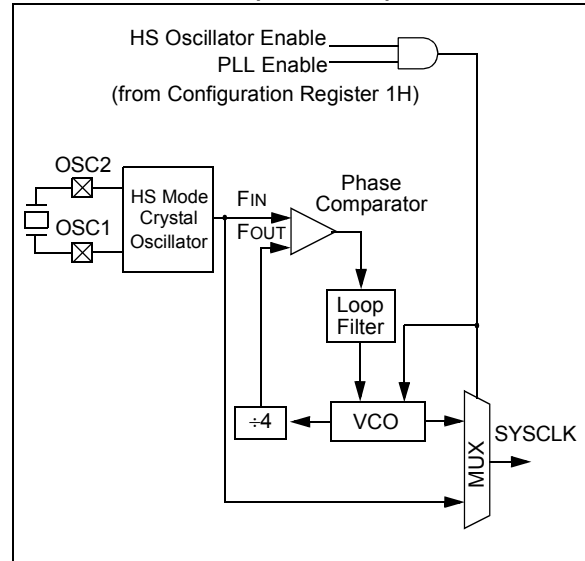 HS Oscillator Enable
PLL Enable
(from Configuration Register 1H)
OSC2
OSC1
HS Mode
Crystal
Oscillator
FIN
FOUT
Phase
Comparator
Loop
Filter
÷4
VCO
MUX
SYSCLK